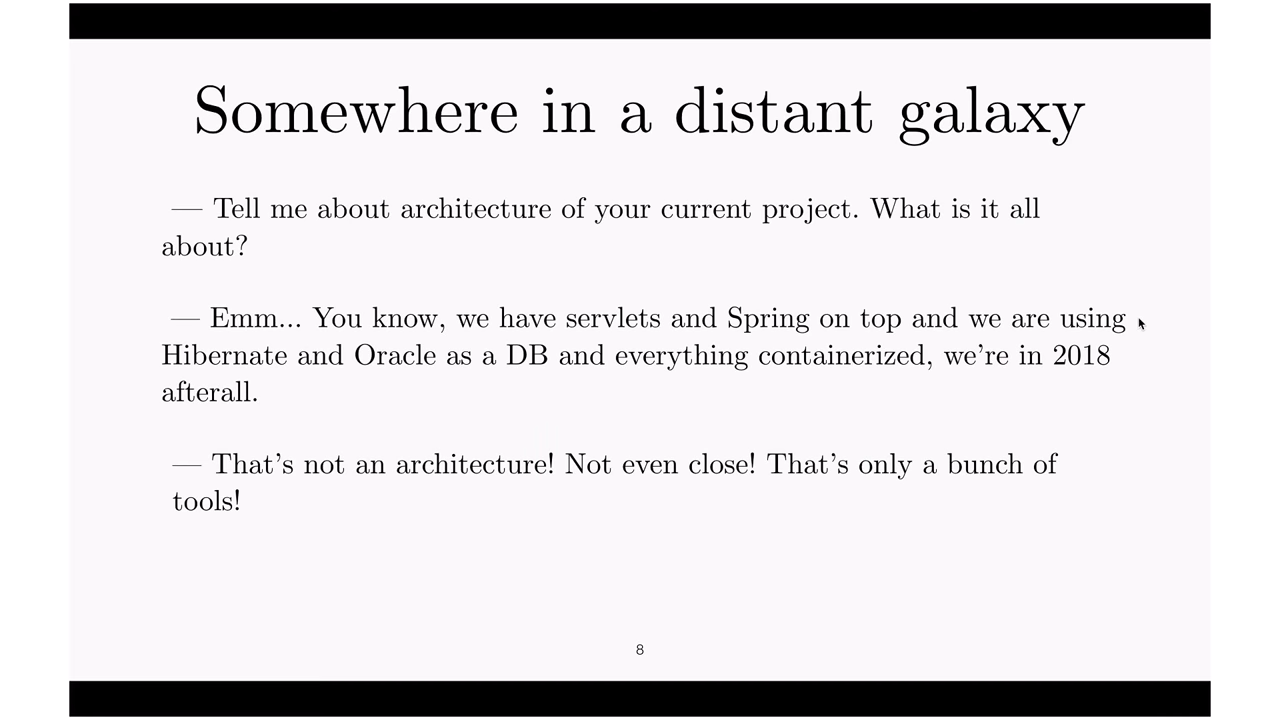 Somewhere in a distant galaxy
— Tell me about architecture of your current project. What is it all
about?
— Emm... You know, we have servlets and Spring on top and we are using
Hibernate and Oracle as a DB and everything containerized, we're in 2018
afterall.
— That's not an architecture! Not even close! That's only a bunch of
tools!
8